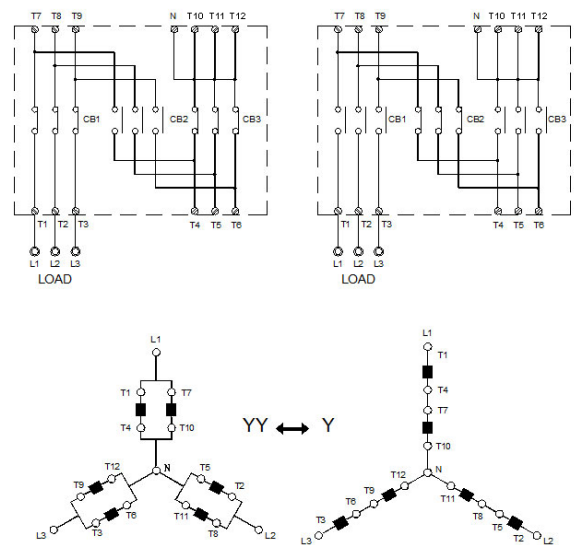 T7 T8 T9 N T10 T11 T12
CB1 CB2 CB3
T1 T2 T3 T4 T5 T6
L1 L2 L3
LOAD
T7 T8 T9 N T10 T11 T12
CB1 CB2 CB3
T1 T2 T3 T4 T5 T6
L1 L2 L3
LOAD
L1
T1 T7
T4 T10
N
T9 T12 T5 T2
T3 T6 T11 T8
L3 L2
YY Y
L1
T1
T4
T7
T10
N
T12 T11
T9 T8
T6 T5
T3 T2
L3 L2